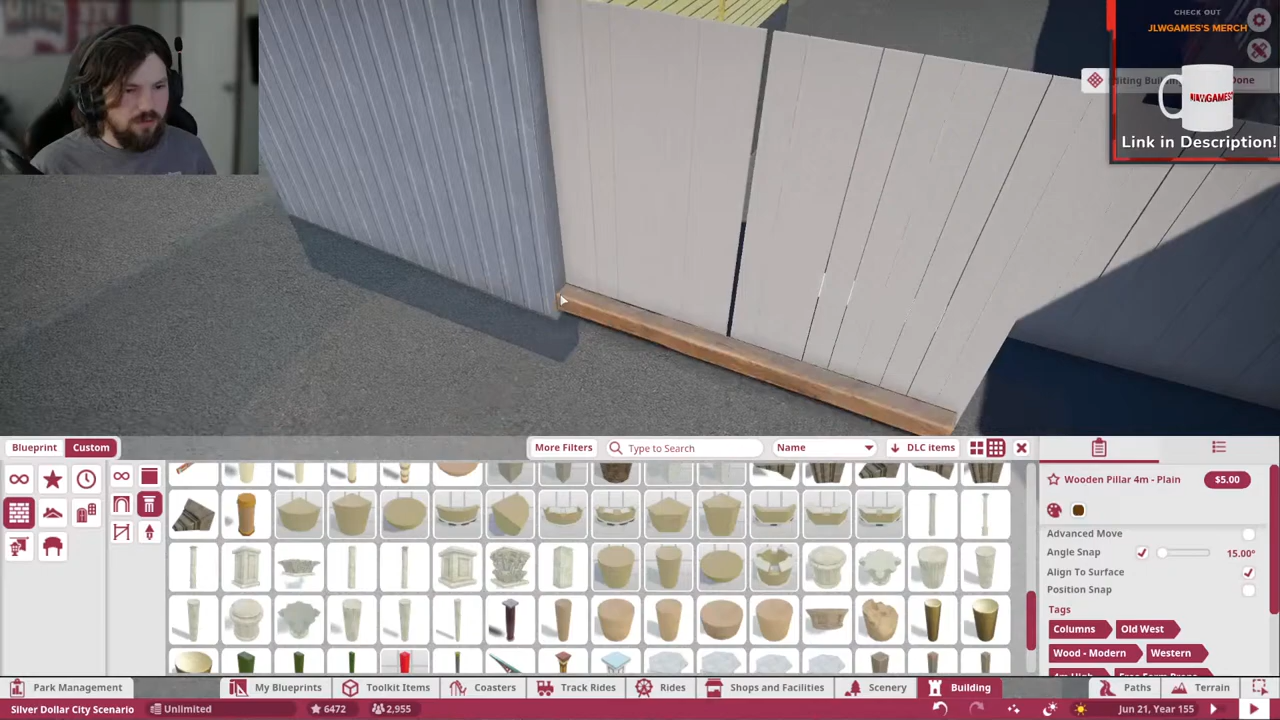 CHECK OUT
JLWGAMES'S MERCH
JLWGAMES
Link in Description!
Done
Blueprint
Custom
More Filters
Type to Search
Name
DLC items
Wooden Pillar 4m - Plain
$5.00
Advanced Move
Angle Snap
15.00°
Align To Surface
Position Snap
Tags
Columns
Old West
Wood - Modern
Western
Park Management
My Blueprints
Toolkit Items
Coasters
Track Rides
Rides
Shops and Facilities
Scenery
Building
Paths
Terrain
Silver Dollar City Scenario
Unlimited
6472
2,955
Jun 21, Year 155